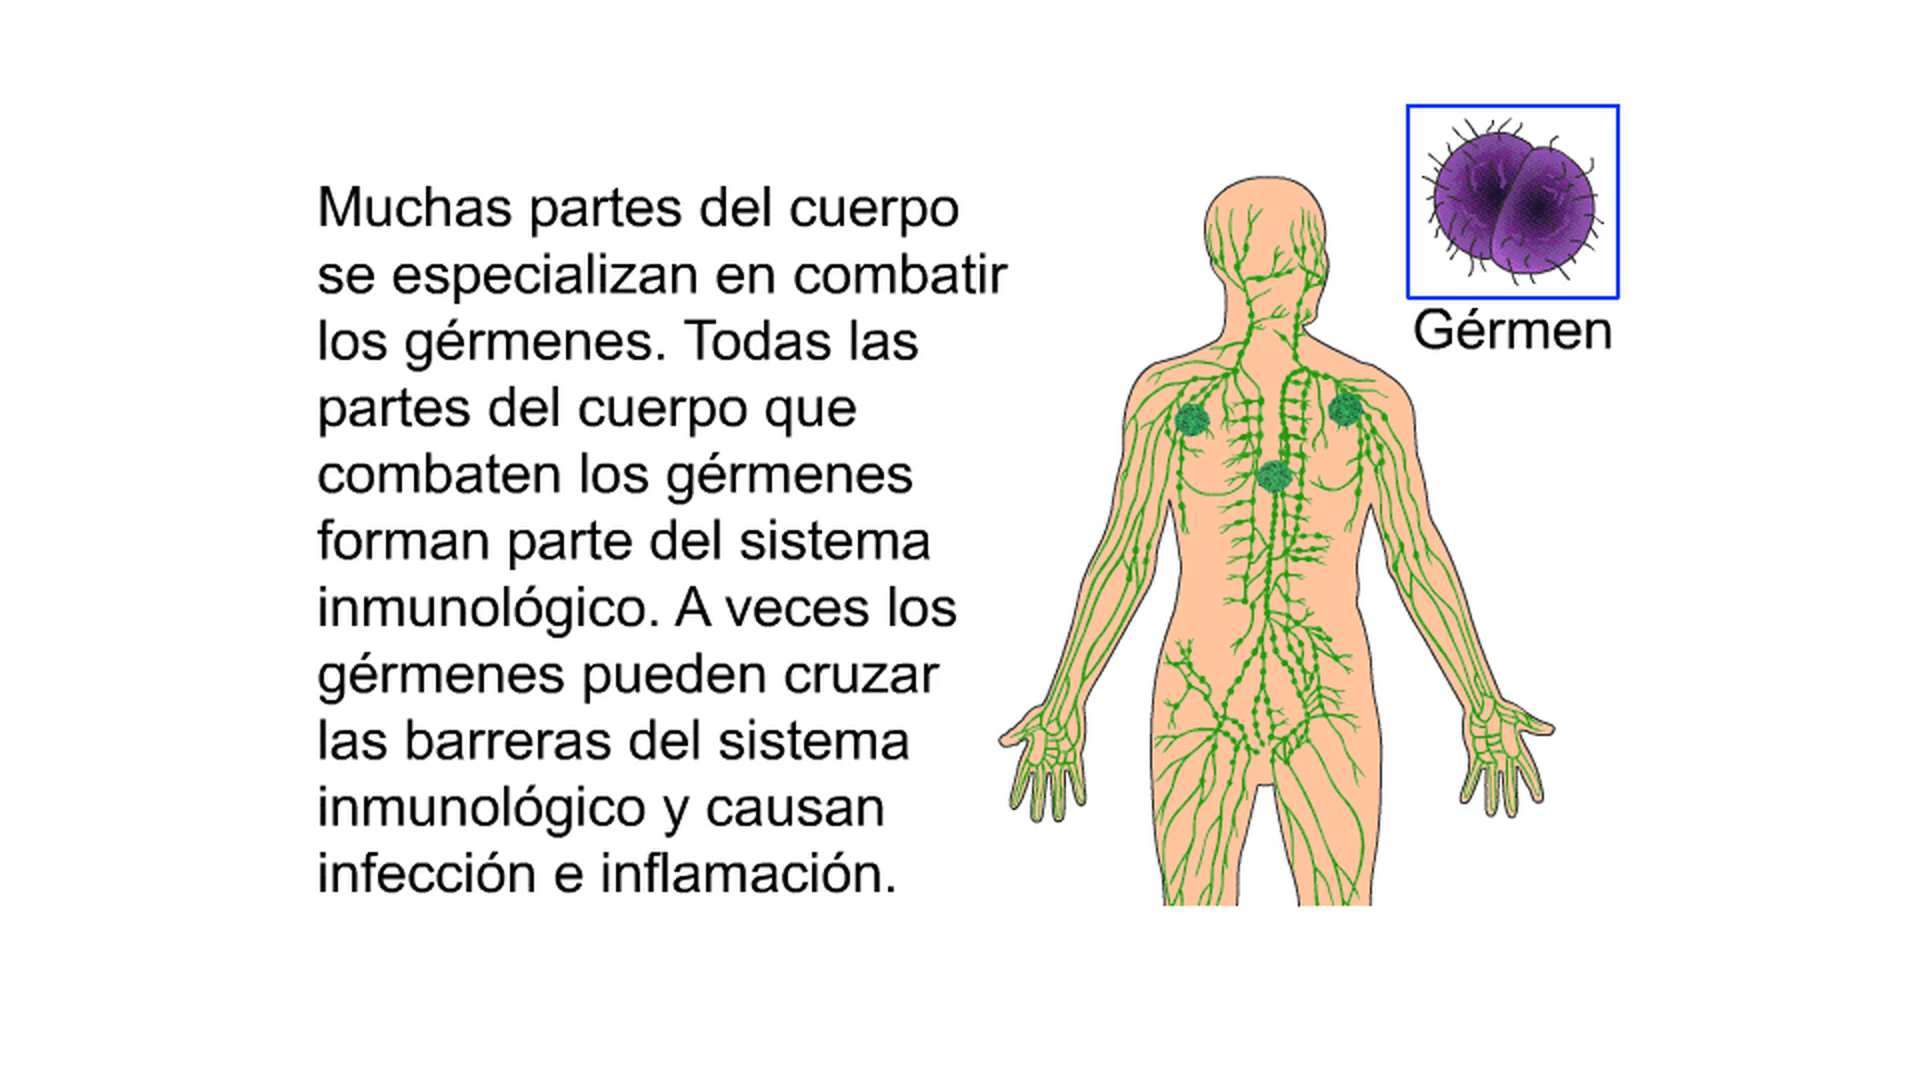 Muchas partes del cuerpo
se especializan en combatir
los gérmenes. Todas las
partes del cuerpo que
combaten los gérmenes
forman parte del sistema
inmunológico. A veces los
gérmenes pueden cruzar
las barreras del sistema
inmunológico y causan
infección e inflamación.
Gérmen